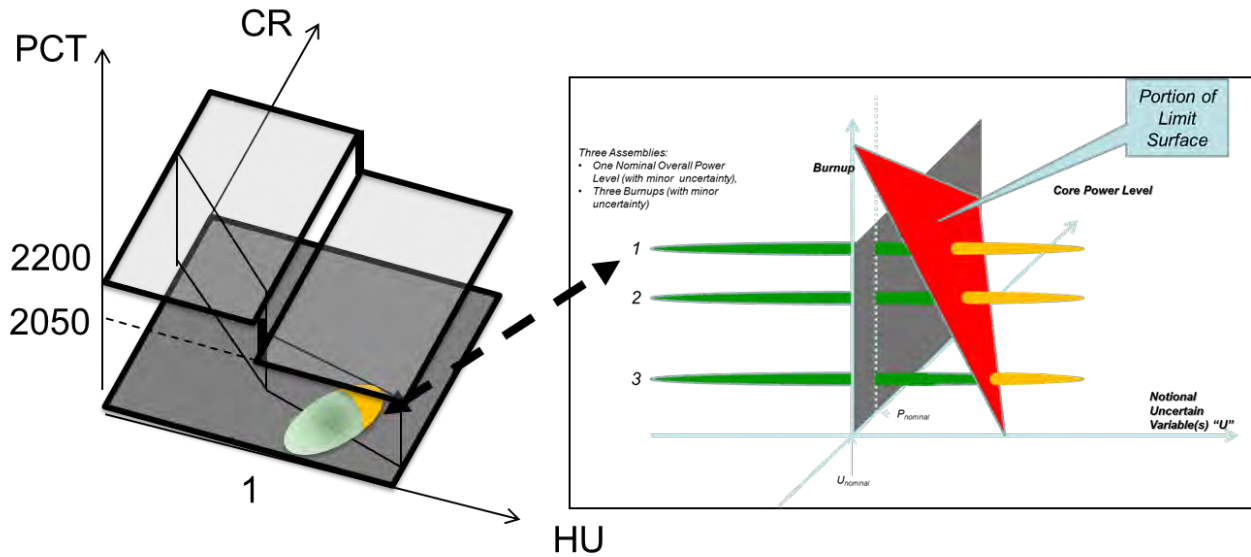 PCT
CR
2200
2050
1
HU
Portion of
Limit
Surface
Three Assemblies:
• One Nominal Overall Power
Level (with minor uncertainty),
• Three Burnups (with minor
uncertainty)
Burnup
Core Power Level
1
2
3
Pnominal
Notional
Uncertain
Variable(s) "U"
Unominal